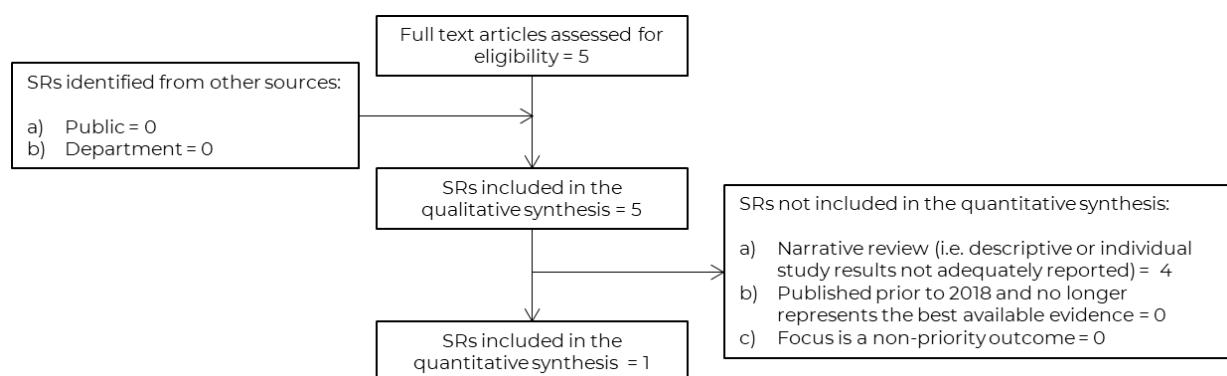 Full text articles assessed for
eligibility = 5
SRs identified from other sources:
a) Public = 0
b) Department = 0
SRs included in the
qualitative synthesis = 5
SRs not included in the quantitative synthesis:
a) Narrative review (i.e. descriptive or individual
study results not adequately reported) = 4
b) Published prior to 2018 and no longer
represents the best available evidence = 0
c) Focus is a non-priority outcome = 0
SRs included in the
quantitative synthesis = 1